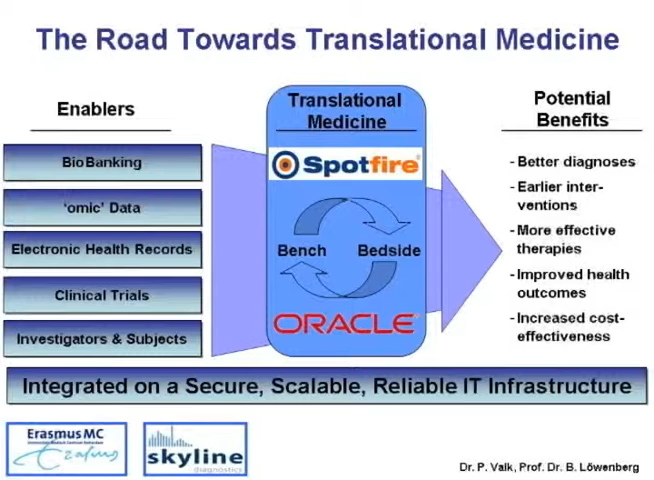 The Road Towards Translational Medicine
Enablers
BioBanking
'omic' Data
Electronic Health Records
Clinical Trials
Investigators & Subjects
Translational
Medicine
Spotfire®
Bench
Bedside
ORACLE®
Potential
Benefits
- Better diagnoses
- Earlier inter-
ventions
- More effective
therapies
- Improved health
outcomes
- Increased cost-
effectiveness
Integrated on a Secure, Scalable, Reliable IT Infrastructure
Erasmus MC
Erasmus
skyline
diagnostics
Dr. P. Valk, Prof. Dr. B. Löwenberg